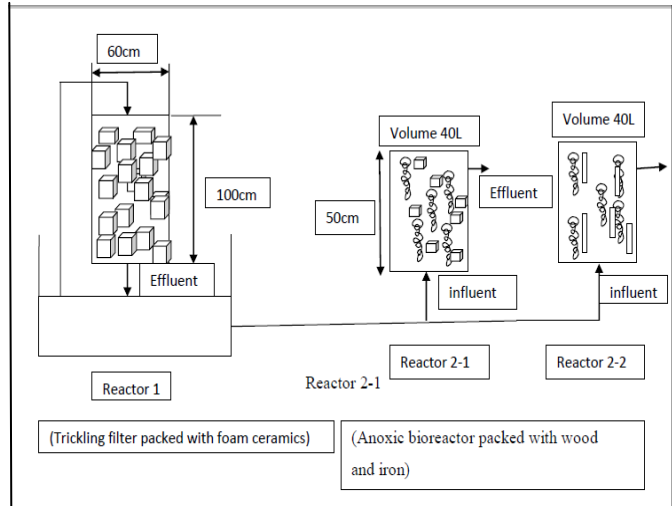 60cm
Volume 40L
Volume 40L
100cm
Effluent
50cm
Effluent
influent
influent
Reactor 1
Reactor 2-1
Reactor 2-1
Reactor 2-2
(Trickling filter packed with foam ceramics)
(Anoxic bioreactor packed with wood
and iron)